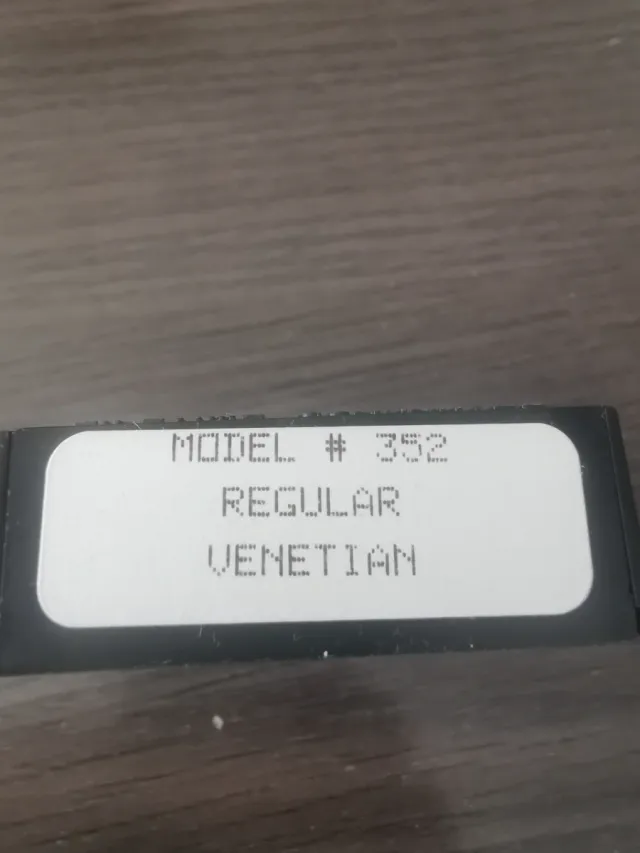 MODEL # 352
REGULAR
VENETIAN